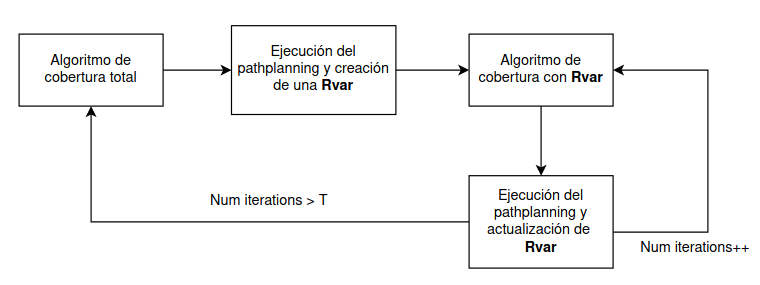 Algoritmo de
cobertura total
Ejecución del
pathplanning y creación
de una Rvar
Algoritmo de
cobertura con Rvar
Ejecución del
pathplanning y
actualización de
Rvar
Num iterations > T
Num iterations++